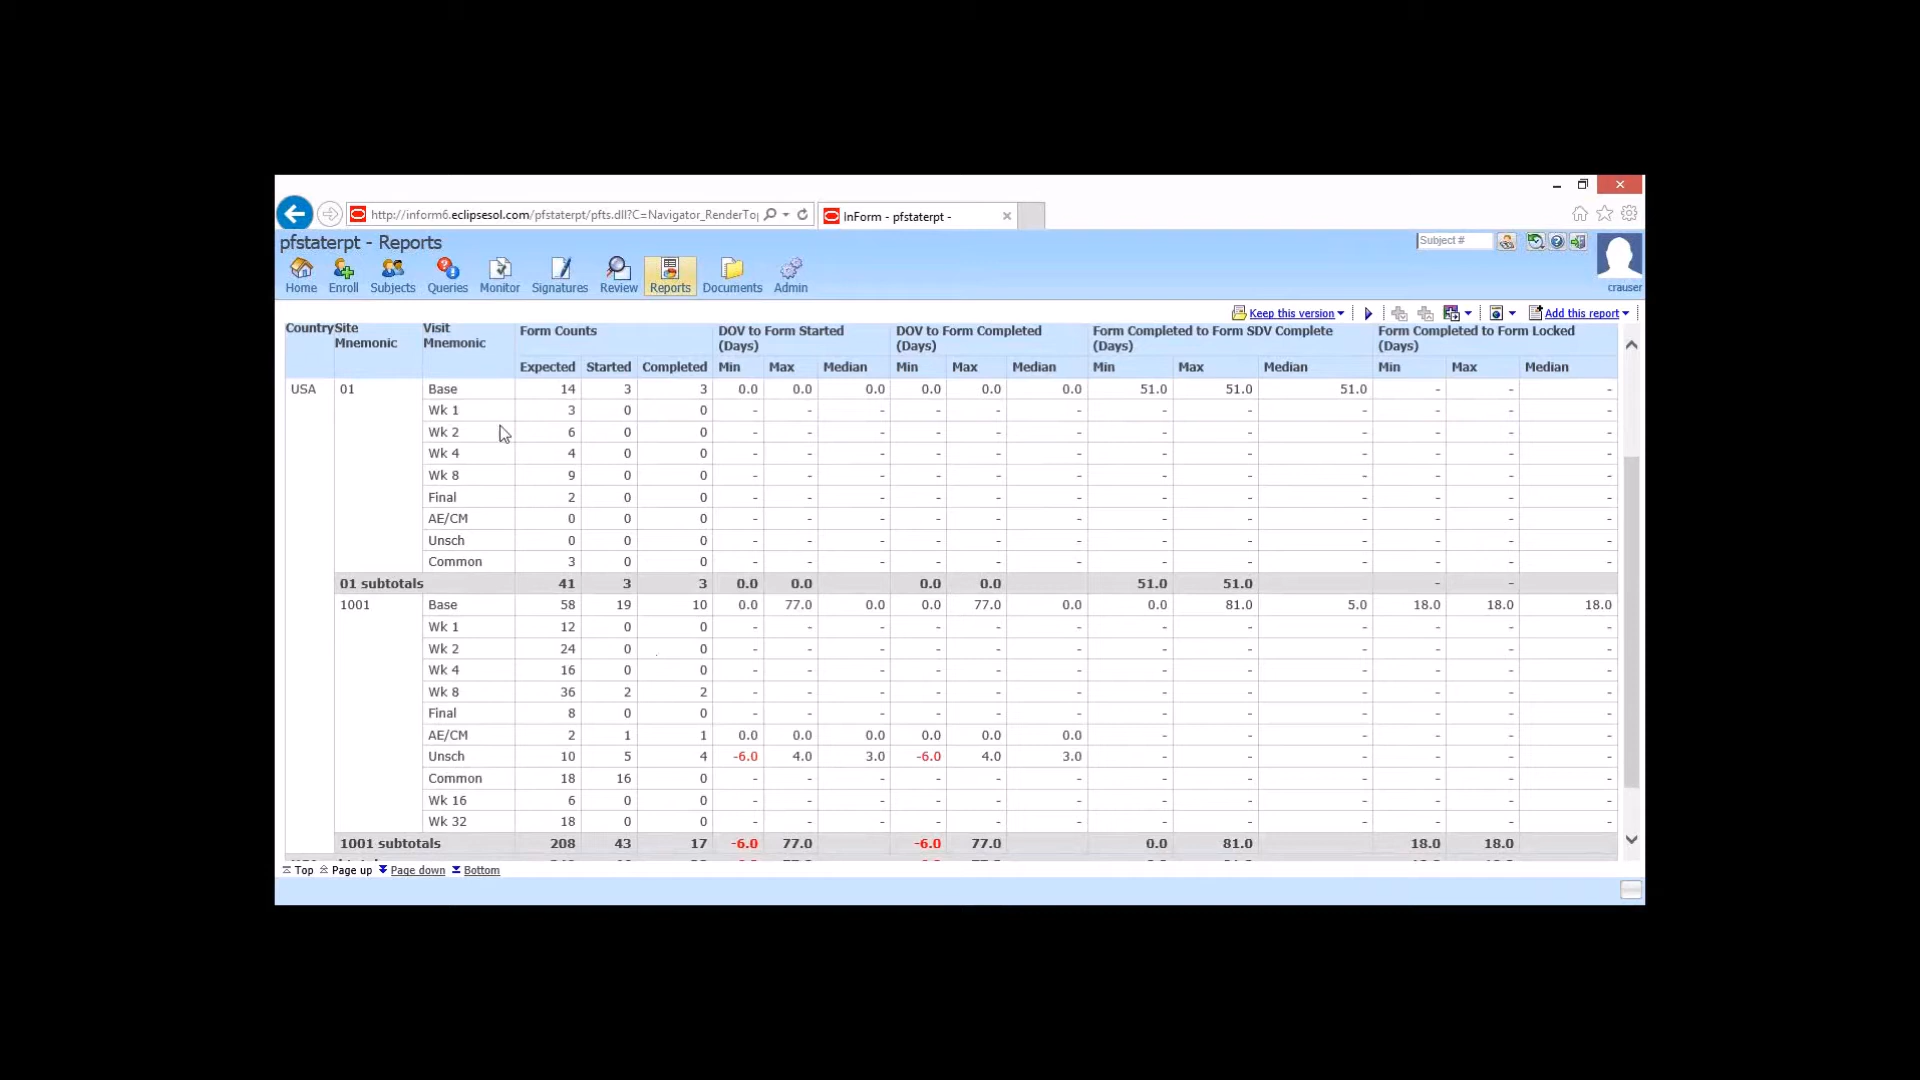 http://inform6.eclipsesol.com/pfstaterpt/pfts.dll?C=Navigator_RenderTo
InForm - pfstaterpt -
pfstaterpt - Reports
Subject #
Home Enroll Subjects Queries Monitor Signatures Review Reports Documents Admin
crauser
Keep this version Add this report
Country Site Mnemonic Visit Mnemonic Form Counts DOV to Form Started (Days) DOV to Form Completed (Days) Form Completed to Form SDV Complete (Days) Form Completed to Form Locked (Days)
Expected Started Completed Min Max Median Min Max Median Min Max Median Min Max Median
USA 01 Base 14 3 3 0.0 0.0 0.0 0.0 0.0 0.0 51.0 51.0 51.0 - - -
Wk 1 3 0 0 - - - - - - - - - - - -
Wk 2 6 0 0 - - - - - - - - - - - -
Wk 4 4 0 0 - - - - - - - - - - - -
Wk 8 9 0 0 - - - - - - - - - - - -
Final 2 0 0 - - - - - - - - - - - -
AE/CM 0 0 0 - - - - - - - - - - - -
Unsch 0 0 0 - - - - - - - - - - - -
Common 3 0 0 - - - - - - - - - - - -
01 subtotals 41 3 3 0.0 0.0 0.0 0.0 51.0 51.0 - -
1001 Base 58 19 10 0.0 77.0 0.0 0.0 77.0 0.0 0.0 81.0 5.0 18.0 18.0 18.0
Wk 1 12 0 0 - - - - - - - - - - - -
Wk 2 24 0 0 - - - - - - - - - - - -
Wk 4 16 0 0 - - - - - - - - - - - -
Wk 8 36 2 2 - - - - - - - - - - - -
Final 8 0 0 - - - - - - - - - - - -
AE/CM 2 1 1 0.0 0.0 0.0 0.0 0.0 0.0 - - - - - -
Unsch 10 5 4 -6.0 4.0 3.0 -6.0 4.0 3.0 - - - - - -
Common 18 16 0 - - - - - - - - - - - -
Wk 16 6 0 0 - - - - - - - - - - - -
Wk 32 18 0 0 - - - - - - - - - - - -
1001 subtotals 208 43 17 -6.0 77.0 -6.0 77.0 0.0 81.0 18.0 18.0
Top Page up Page down Bottom